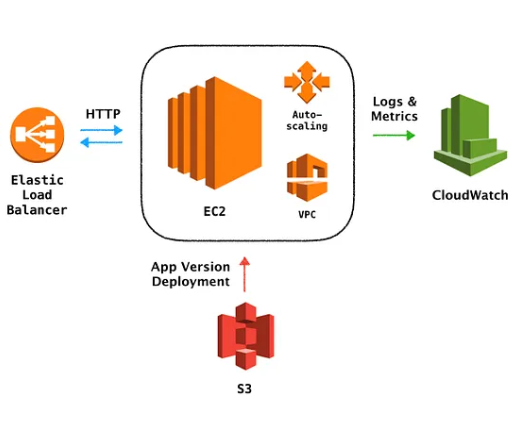 HTTP
Elastic
Load
Balancer
EC2
Auto-
scaling
VPC
Logs &
Metrics
CloudWatch
App Version
Deployment
S3